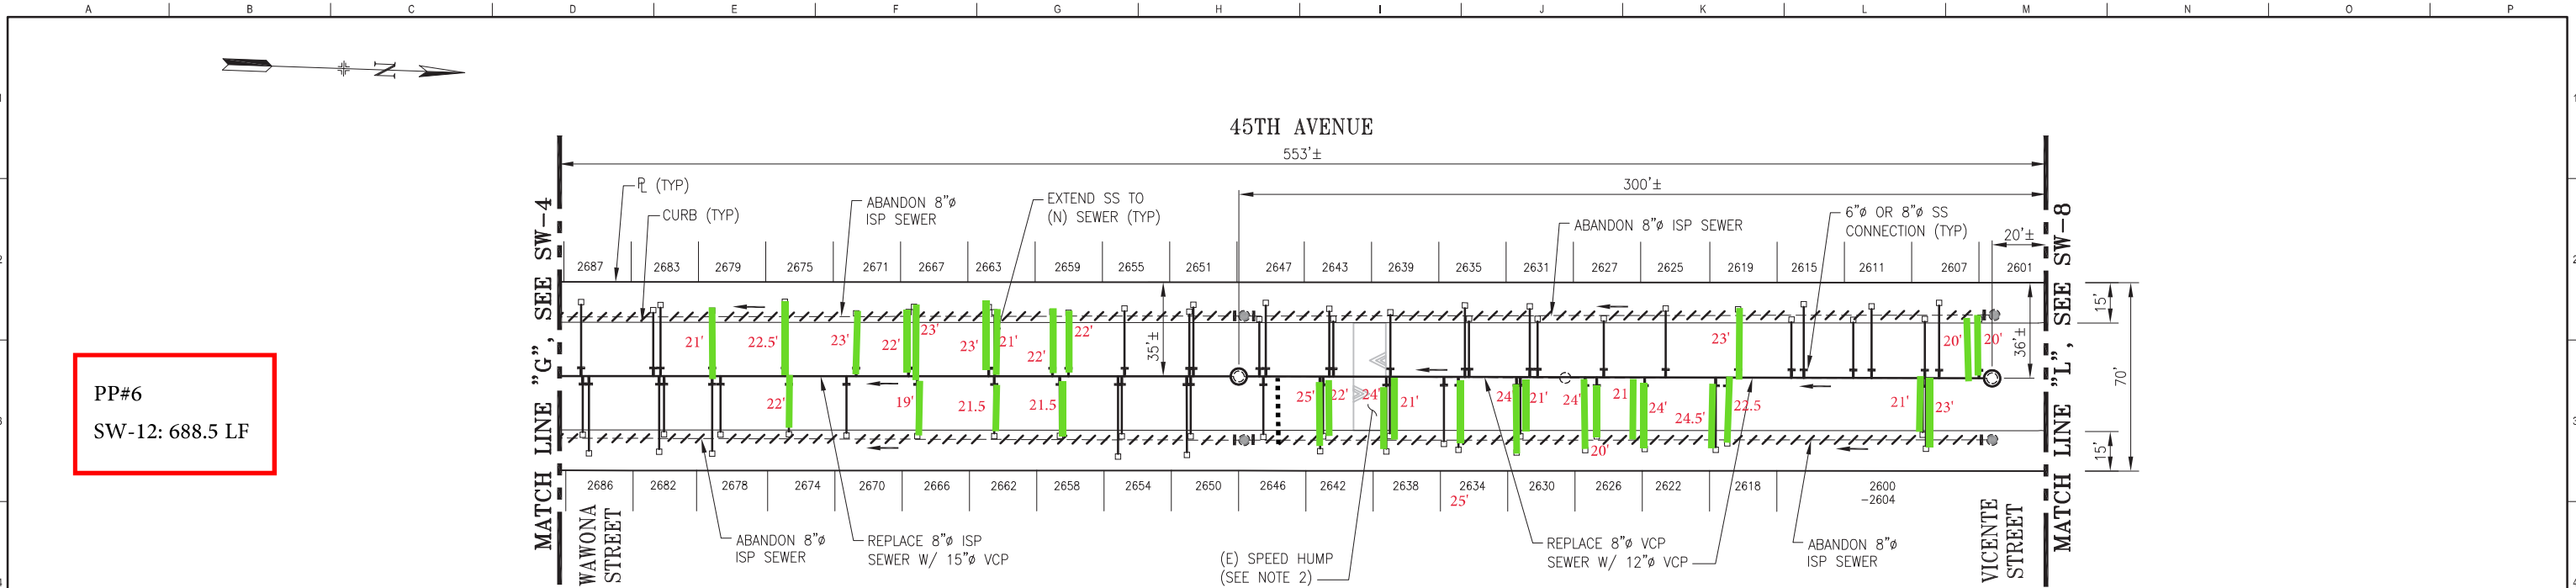 A B C D E F G H I J K L M N O P
N
45TH AVENUE
553'±
300'±
20'±
℄ (TYP)
CURB (TYP)
ABANDON 8"ø
ISP SEWER
EXTEND SS TO
(N) SEWER (TYP)
ABANDON 8"ø ISP SEWER
6"ø OR 8"ø SS
CONNECTION (TYP)
MATCH LINE "G", SEE SW-4
MATCH LINE "L", SEE SW-8
1
1
2
2687 2683 2679 2675 2671 2667 2663 2659 2655 2651 2647 2643 2639 2635 2631 2627 2625 2619 2615 2611 2607 2601
2
21' 22.5' 23' 22' 23' 23' 21' 22' 22' 23' 20' 20'
35'±
36'±
15'
70'
15'
PP#6
SW-12: 688.5 LF
22' 19' 21.5 21.5 25' 22' 24' 21' 24' 21' 24' 20' 21 24' 24.5' 22.5 21' 23'
3
3
2686 2682 2678 2674 2670 2666 2662 2658 2654 2650 2646 2642 2638 2634 2630 2626 2622 2618 2600
-2604
25'
WAWONA
STREET
VICENTE
STREET
ABANDON 8"ø
ISP SEWER
REPLACE 8"ø ISP
SEWER W/ 15"ø VCP
(E) SPEED HUMP
(SEE NOTE 2)
REPLACE 8"ø VCP
SEWER W/ 12"ø VCP
ABANDON 8"ø
ISP SEWER
4
4